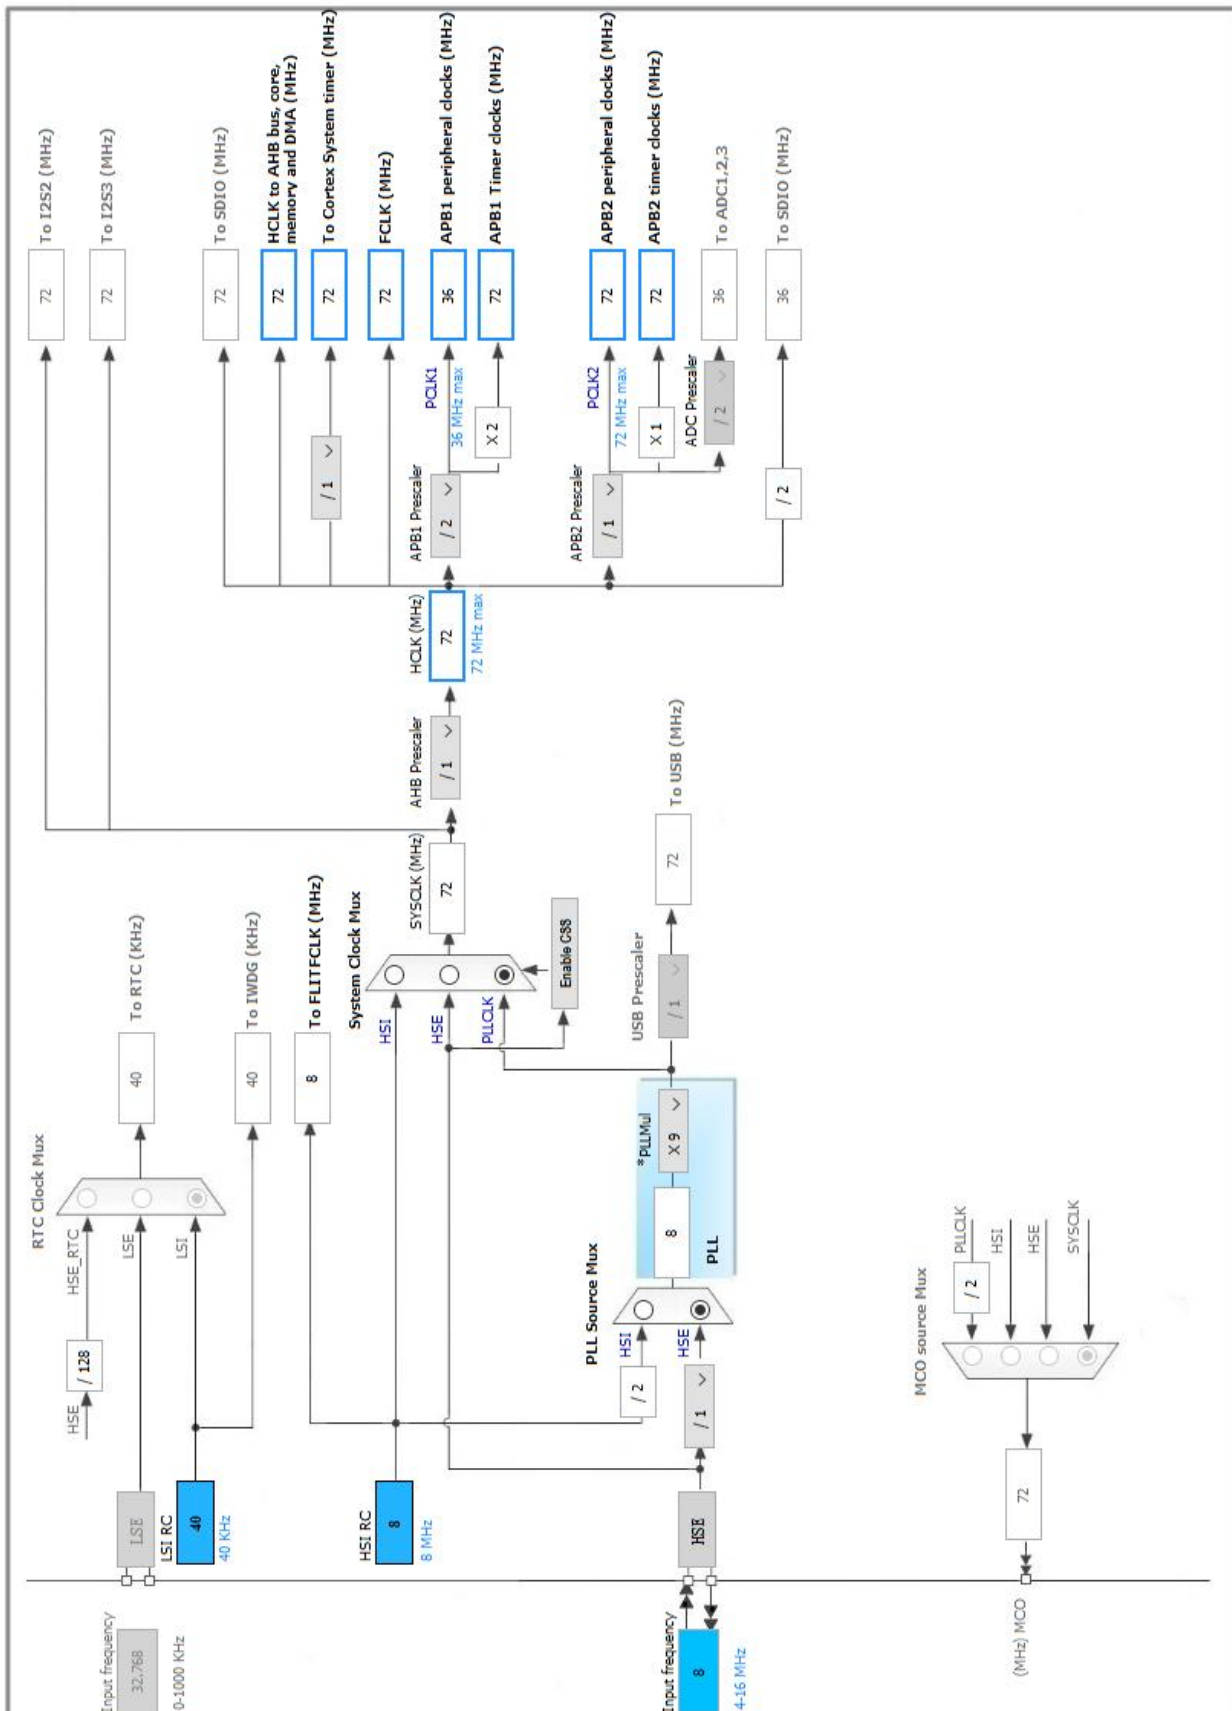 Input frequency
32.768
0-1000 KHz
LSE
LSI RC
40
40 KHz
HSE
/ 128
HSE_RTC
LSE
LSI
RTC Clock Mux
40
To RTC (KHz)
40
To IWDG (KHz)
8
To FLITFCLK (MHz)
HSI RC
8
8 MHz
Input frequency
8
4-16 MHz
HSE
/ 1
/ 2
HSI
HSE
PLL Source Mux
8
*PLLMul
X 9
PLL
HSI
HSE
PLLCLK
System Clock Mux
Enable CSS
USB Prescaler
/ 1
72
To USB (MHz)
SYSCLK (MHz)
72
AHB Prescaler
/ 1
HCLK (MHz)
72
72 MHz max
72
To I2S2 (MHz)
72
To I2S3 (MHz)
72
To SDIO (MHz)
72
HCLK to AHB bus, core,
memory and DMA (MHz)
/ 1
72
To Cortex System timer (MHz)
72
FCLK (MHz)
APB1 Prescaler
/ 2
PCLK1
36 MHz max
36
APB1 peripheral clocks (MHz)
X 2
72
APB1 Timer clocks (MHz)
APB2 Prescaler
/ 1
PCLK2
72 MHz max
72
APB2 peripheral clocks (MHz)
X 1
72
APB2 timer clocks (MHz)
ADC Prescaler
/ 2
36
To ADC1,2,3
/ 2
36
To SDIO (MHz)
MCO source Mux
PLLCLK
/ 2
HSI
HSE
SYSCLK
72
(MHz) MCO